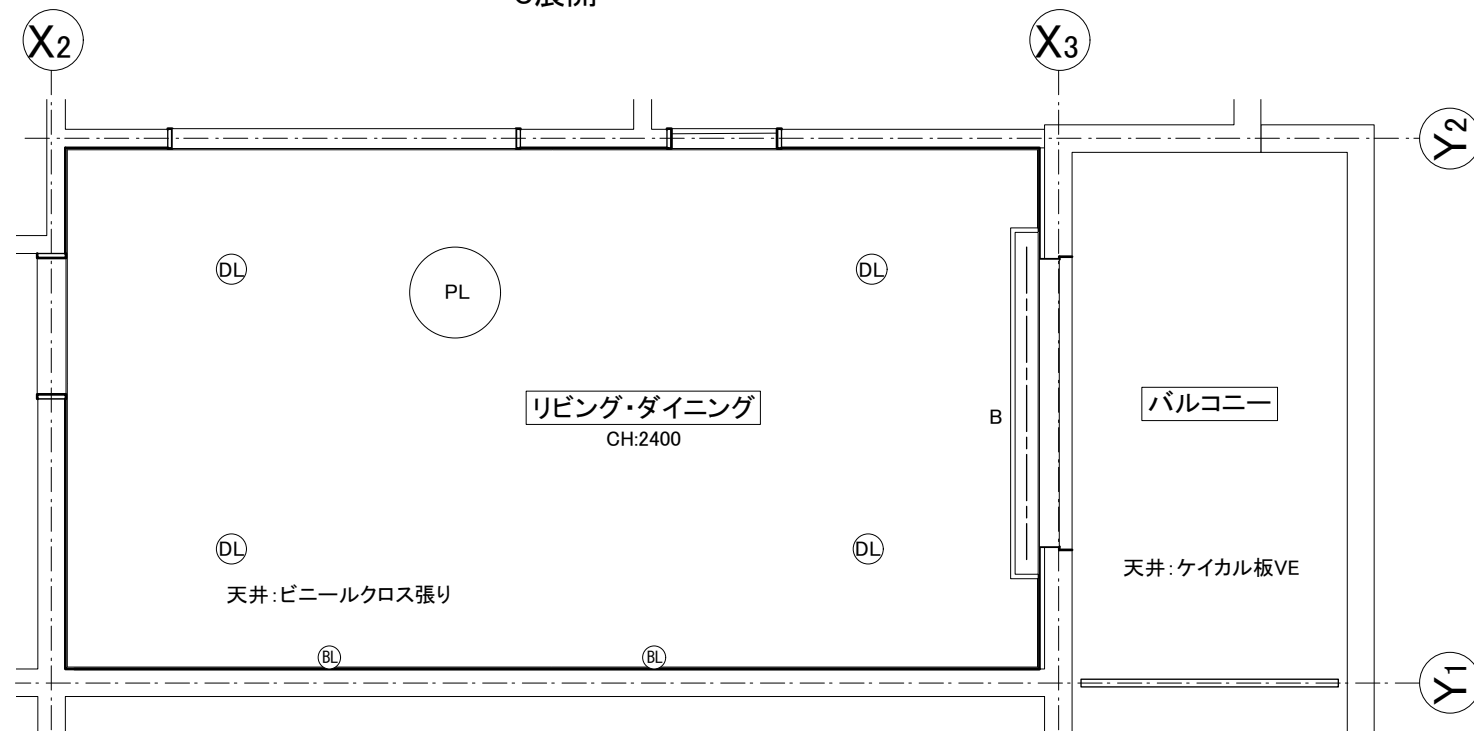 X2
X3
Y2
DL
PL
DL
リビング・ダイニング
CH:2400
B
バルコニー
DL
DL
天井:ビニールクロス張り
天井:ケイカル板VE
BL
BL
Y1